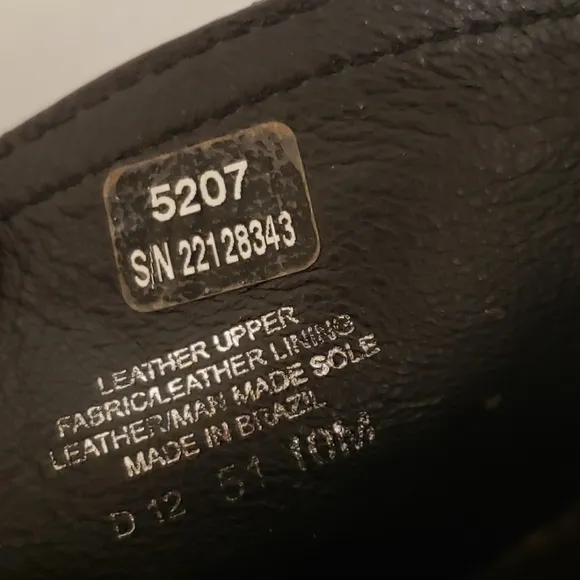 5207
S/N 22128343
LEATHER UPPER
FABRIC/LEATHER LINING
LEATHER/MAN MADE SOLE
MADE IN BRAZIL
D 12 51 10M